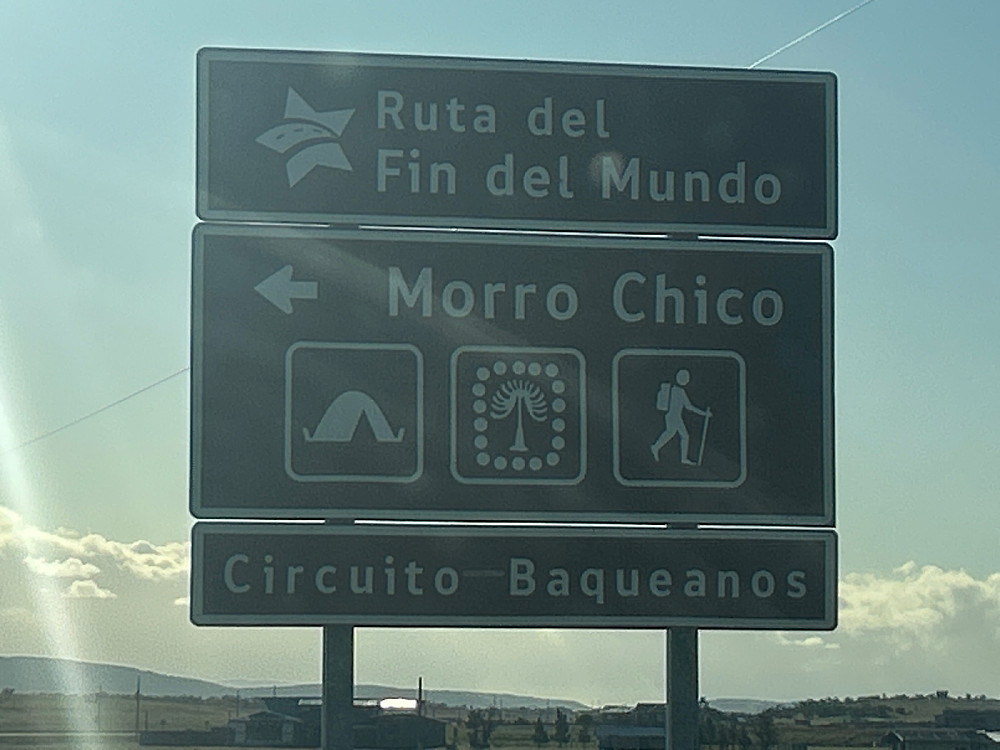 Ruta del
Fin del Mundo
Morro Chico
Circuito Baqueanos